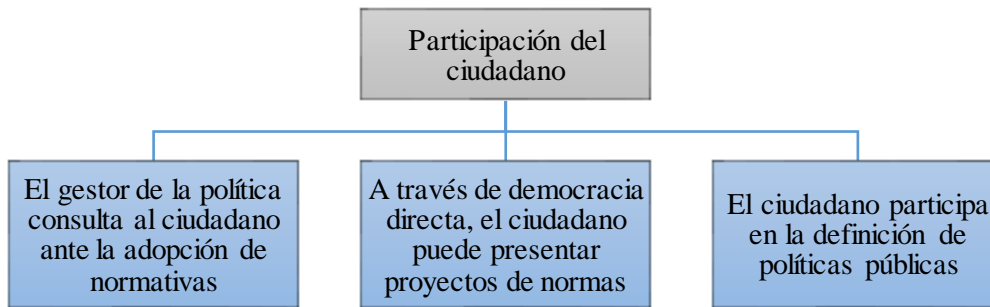 Participación del
ciudadano
El gestor de la política
consulta al ciudadano
ante la adopción de
normativas
A través de democracia
directa, el ciudadano
puede presentar
proyectos de normas
El ciudadano participa
en la definición de
políticas públicas